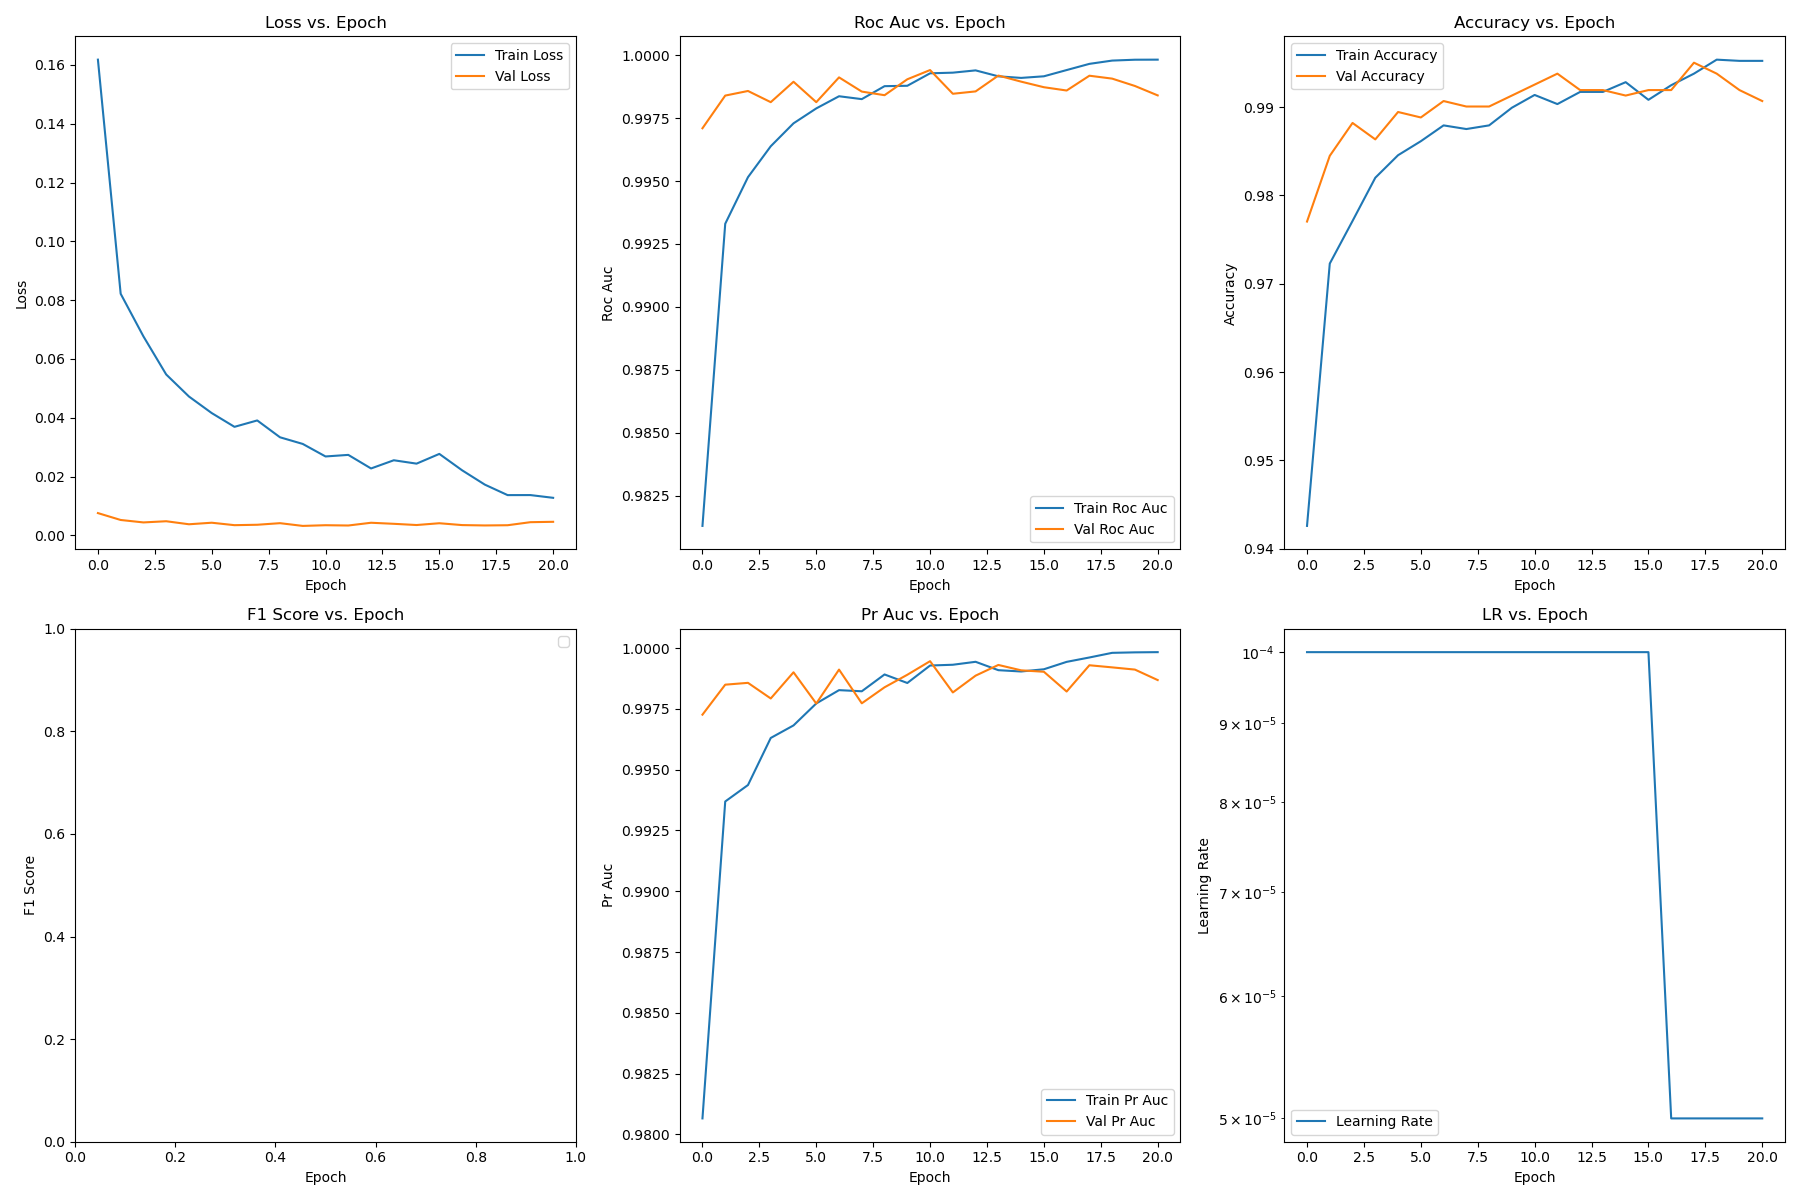 Loss vs. Epoch
Loss
0.16
0.14
0.12
0.10
0.08
0.06
0.04
0.02
0.00
Train Loss
Val Loss
0.0 2.5 5.0 7.5 10.0 12.5 15.0 17.5 20.0
Epoch
Roc Auc vs. Epoch
Roc Auc
1.0000
0.9975
0.9950
0.9925
0.9900
0.9875
0.9850
0.9825
Train Roc Auc
Val Roc Auc
0.0 2.5 5.0 7.5 10.0 12.5 15.0 17.5 20.0
Epoch
Accuracy vs. Epoch
Accuracy
0.99
0.98
0.97
0.96
0.95
0.94
Train Accuracy
Val Accuracy
0.0 2.5 5.0 7.5 10.0 12.5 15.0 17.5 20.0
Epoch
F1 Score vs. Epoch
F1 Score
1.0
0.8
0.6
0.4
0.2
0.0
0.0 0.2 0.4 0.6 0.8 1.0
Epoch
Pr Auc vs. Epoch
Pr Auc
1.0000
0.9975
0.9950
0.9925
0.9900
0.9875
0.9850
0.9825
0.9800
Train Pr Auc
Val Pr Auc
0.0 2.5 5.0 7.5 10.0 12.5 15.0 17.5 20.0
Epoch
LR vs. Epoch
Learning Rate
10⁻⁴
9 × 10⁻⁵
8 × 10⁻⁵
7 × 10⁻⁵
6 × 10⁻⁵
5 × 10⁻⁵
Learning Rate
0.0 2.5 5.0 7.5 10.0 12.5 15.0 17.5 20.0
Epoch